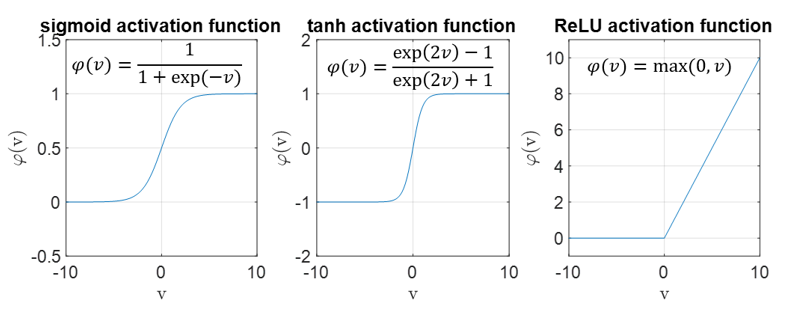 sigmoid activation function
φ(v) = 1 / (1 + exp(−v))
1.5
1
0.5
0
-0.5
-10
0
10
φ(v)
v
tanh activation function
φ(v) = (exp(2v) − 1) / (exp(2v) + 1)
2
1
0
-1
-2
-10
0
10
φ(v)
v
ReLU activation function
φ(v) = max(0, v)
10
8
6
4
2
0
-10
0
10
φ(v)
v